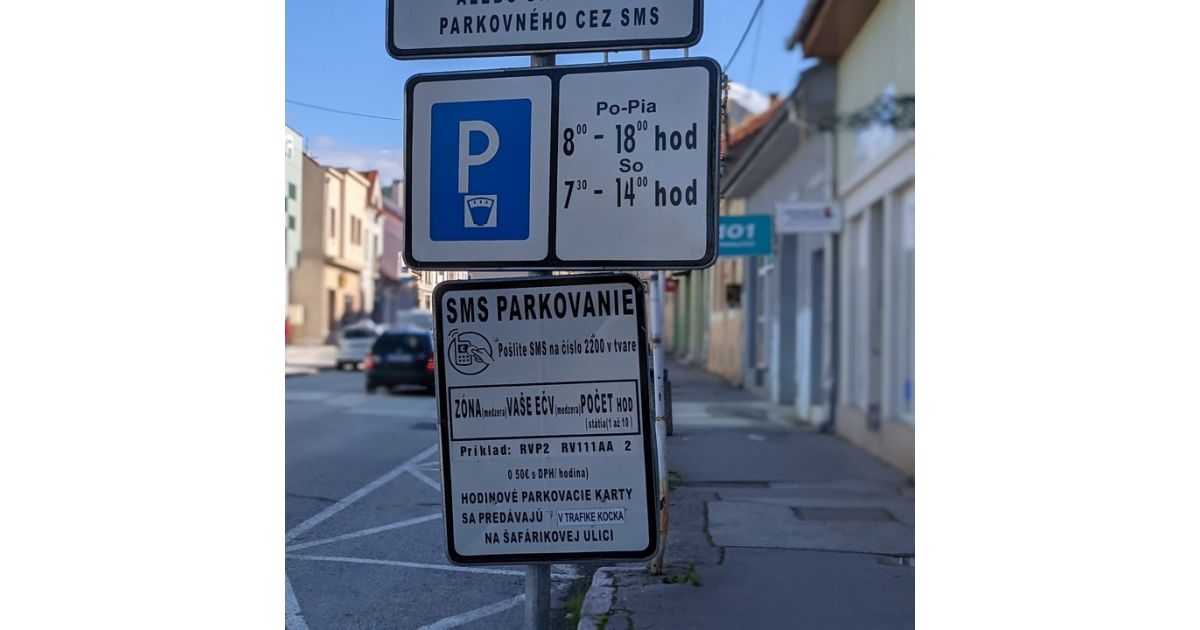 PARKOVNÉHO CEZ SMS
P
Po-Pia
8⁰⁰ - 18⁰⁰ hod
So
7³⁰ - 14⁰⁰ hod
101
SMS PARKOVANIE
€
Pošlite SMS na číslo 2200 v tvare
ZÓNA(medzera)VAŠE EČV(medzera)POČET HOD
(státia(1 až 10)
Príklad: RVP2 RV111AA 2
0 50€ s DPH/hodina)
HODINOVÉ PARKOVACIE KARTY
SA PREDÁVAJÚ V TRAFIKE KOCKA
NA ŠAFÁRIKOVEJ ULICI